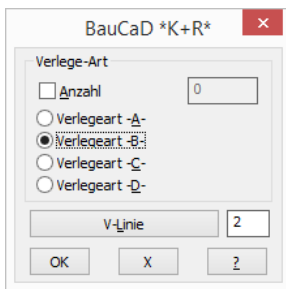 BauCaD *K+R*
Verlege-Art
Anzahl 0
Verlegeart -A-
Verlegeart -B-
Verlegeart -C-
Verlegeart -D-
V-Linie 2
OK X ?